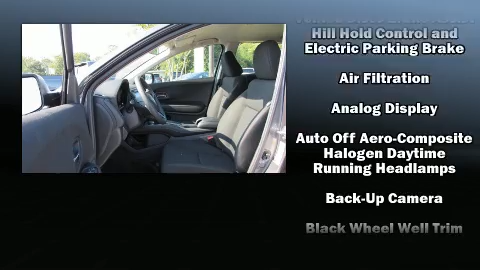 Hill Hold Control and
Electric Parking Brake
Air Filtration
Analog Display
Auto Off Aero-Composite
Halogen Daytime
Running Headlamps
Back-Up Camera
Black Wheel Well Trim